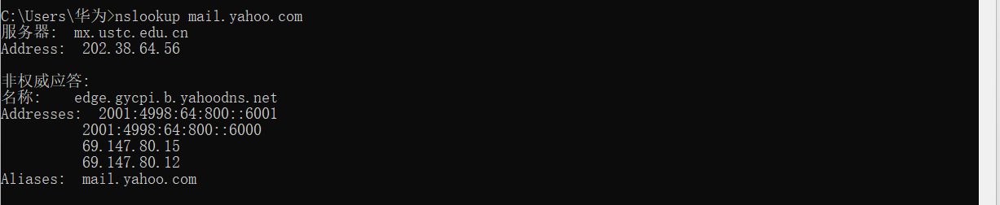 C:\Users\华为>nslookup mail.yahoo.com
服务器:  mx.ustc.edu.cn
Address:  202.38.64.56
非权威应答:
名称:    edge.gycpi.b.yahoodns.net
Addresses:  2001:4998:64:800::6001
          2001:4998:64:800::6000
          69.147.80.15
          69.147.80.12
Aliases:  mail.yahoo.com